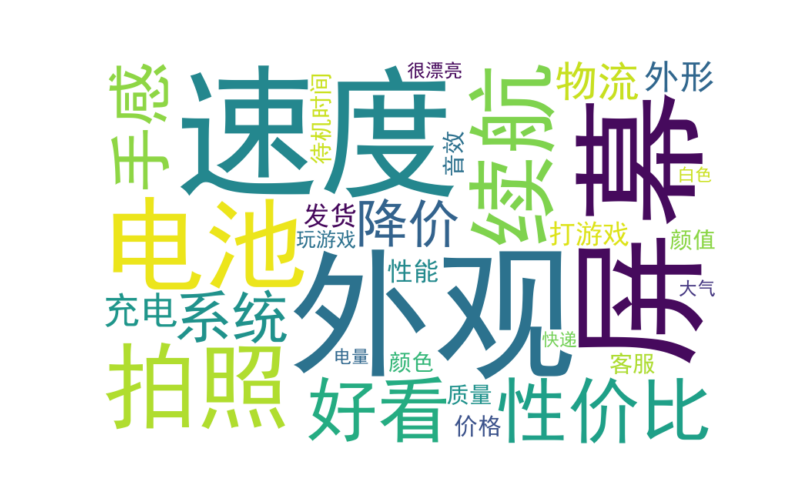 很漂亮
手感
速度
待机时间
音效
续航
物流
外形
屏幕
白色
电池
发货
玩游戏
降价
打游戏
颜值
外观
性能
大气
充电
系统
电量
颜色
快递
客服
拍照
好看
质量
价格
性价比